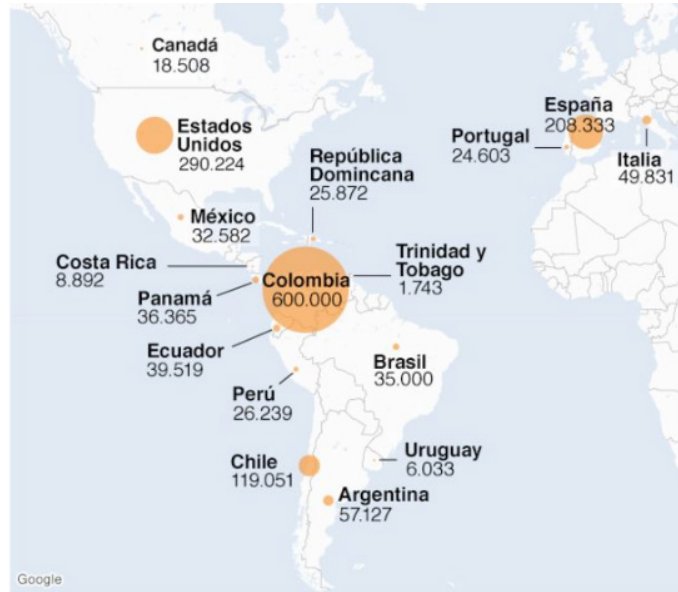 Canadá
18.508
Estados
Unidos
290.224
España
208.333
Portugal
24.603
Italia
49.831
República
Domincana
25.872
México
32.582
Costa Rica
8.892
Panamá
36.365
Colombia
600.000
Trinidad y
Tobago
1.743
Ecuador
39.519
Brasil
35.000
Perú
26.239
Chile
119.051
Uruguay
6.033
Argentina
57.127
Google